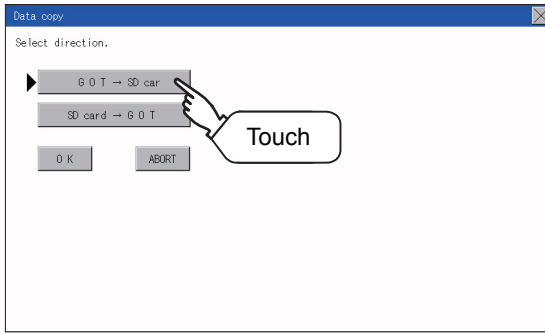 Data copy
Select direction.
G O T → SD car
SD card → G O T
O K
ABORT
Touch